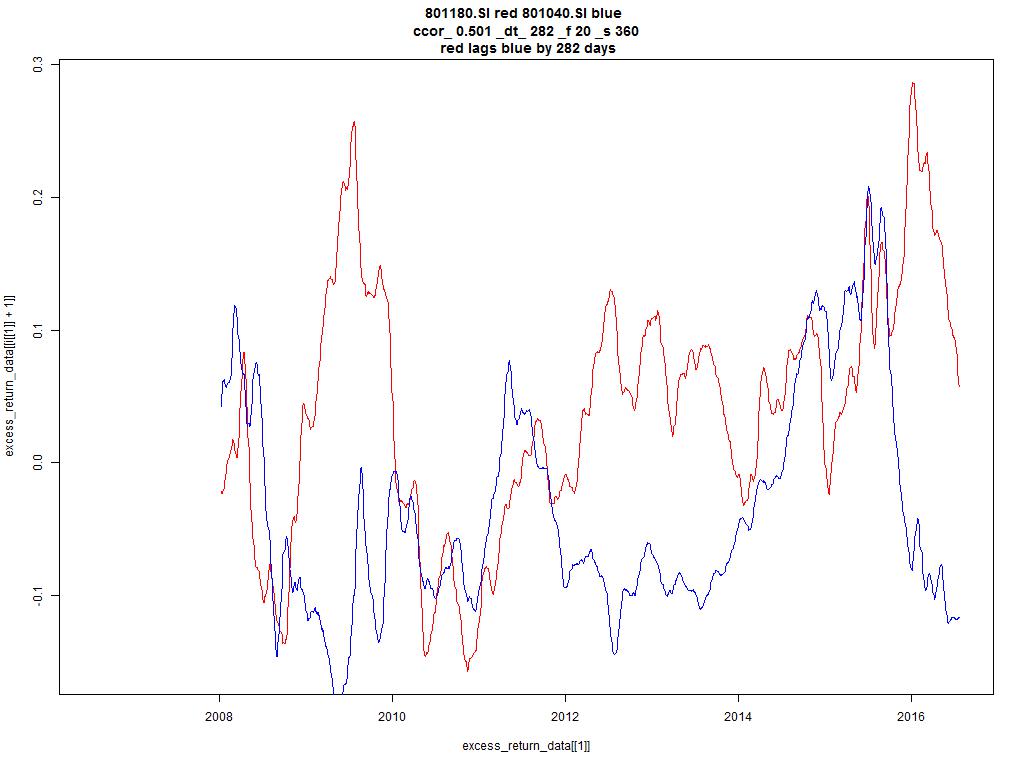 801180.SI red 801040.SI blue
ccor_ 0.501 _dt_ 282 _f 20 _s 360
red lags blue by 282 days
0.3
0.2
0.1
0.0
-0.1
excess_return_data[[i[[1]] + 1]]
2008 2010 2012 2014 2016
excess_return_data[[1]]